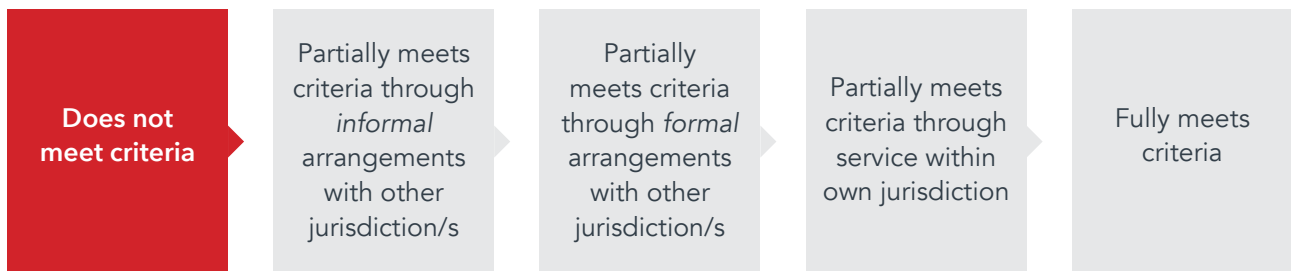 Does not
meet criteria
Partially meets
criteria through
informal
arrangements
with other
jurisdiction/s
Partially
meets criteria
through formal
arrangements
with other
jurisdiction/s
Partially meets
criteria through
service within
own jurisdiction
Fully meets
criteria